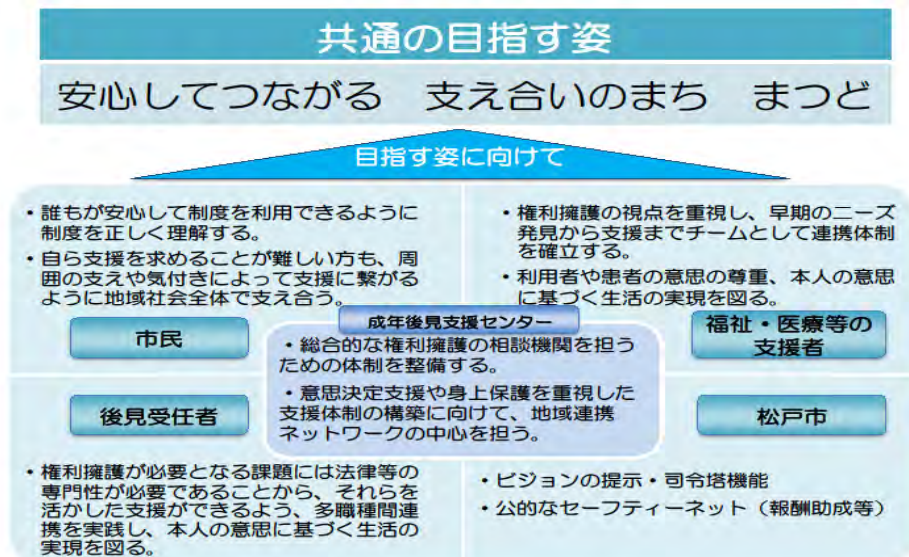 共通の目指す姿
安心してつながる　支え合いのまち　まつど
目指す姿に向けて
・誰もが安心して制度を利用できるように
制度を正しく理解する。
・自ら支援を求めることが難しい方も、周
囲の支えや気付きによって支援に繋がる
ように地域社会全体で支え合う。
市民
・権利擁護の視点を重視し、早期のニーズ
発見から支援までチームとして連携体制
を確立する。
・利用者や患者の意思の尊重、本人の意思
に基づく生活の実現を図る。
福祉・医療等の
支援者
成年後見支援センター
・総合的な権利擁護の相談機関を担う
ための体制を整備する。
・意思決定支援や身上保護を重視した
支援体制の構築に向けて、地域連携
ネットワークの中心を担う。
後見受任者
・権利擁護が必要となる課題には法律等の
専門性が必要であることから、それらを
活かした支援ができるよう、多職種間連
携を実践し、本人の意思に基づく生活の
実現を図る。
松戸市
・ビジョンの提示・司令塔機能
・公的なセーフティーネット（報酬助成等）